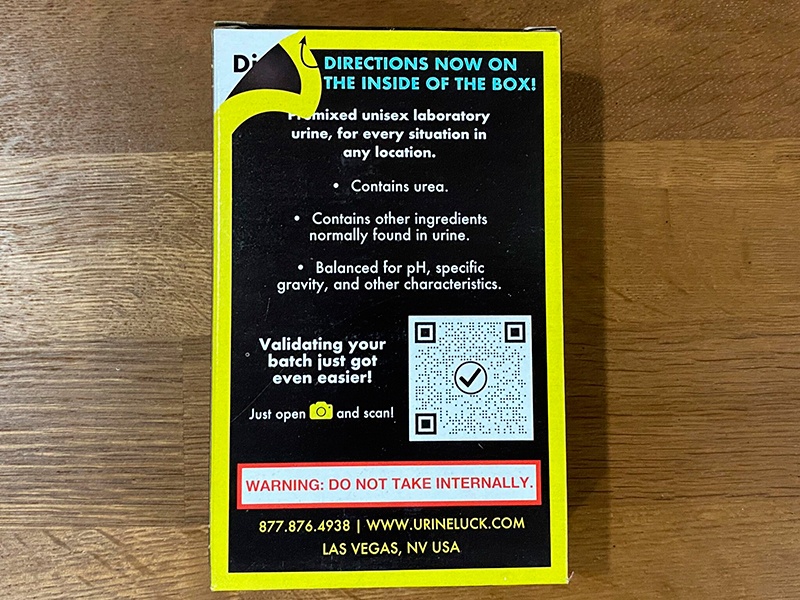 Di
DIRECTIONS NOW ON
THE INSIDE OF THE BOX!
Premixed unisex laboratory
urine, for every situation in
any location.
• Contains urea.
• Contains other ingredients
normally found in urine.
• Balanced for pH, specific
gravity, and other characteristics.
Validating your
batch just got
even easier!
Just open and scan!
WARNING: DO NOT TAKE INTERNALLY.
877.876.4938 | WWW.URINELUCK.COM
LAS VEGAS, NV USA